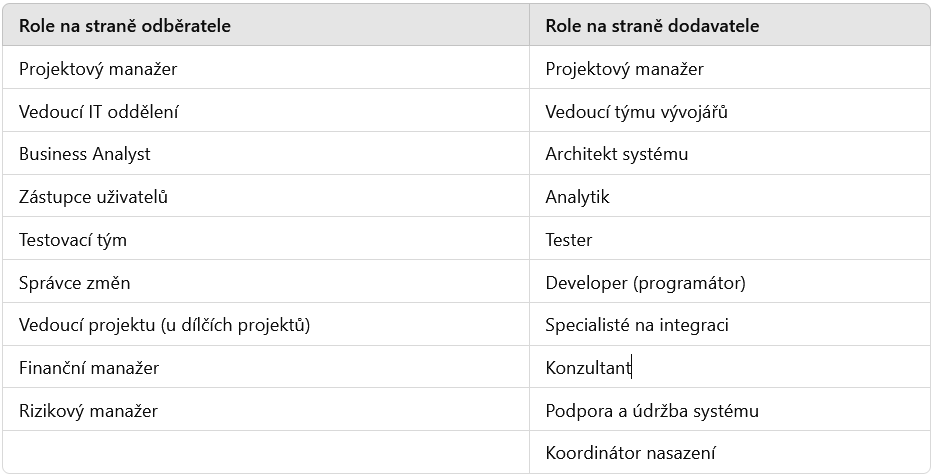 Role na straně odběratele Role na straně dodavatele
Projektový manažer Projektový manažer
Vedoucí IT oddělení Vedoucí týmu vývojářů
Business Analyst Architekt systému
Zástupce uživatelů Analytik
Testovací tým Tester
Správce změn Developer (programátor)
Vedoucí projektu (u dílčích projektů) Specialisté na integraci
Finanční manažer Konzultant
Rizikový manažer Podpora a údržba systému
Koordinátor nasazení